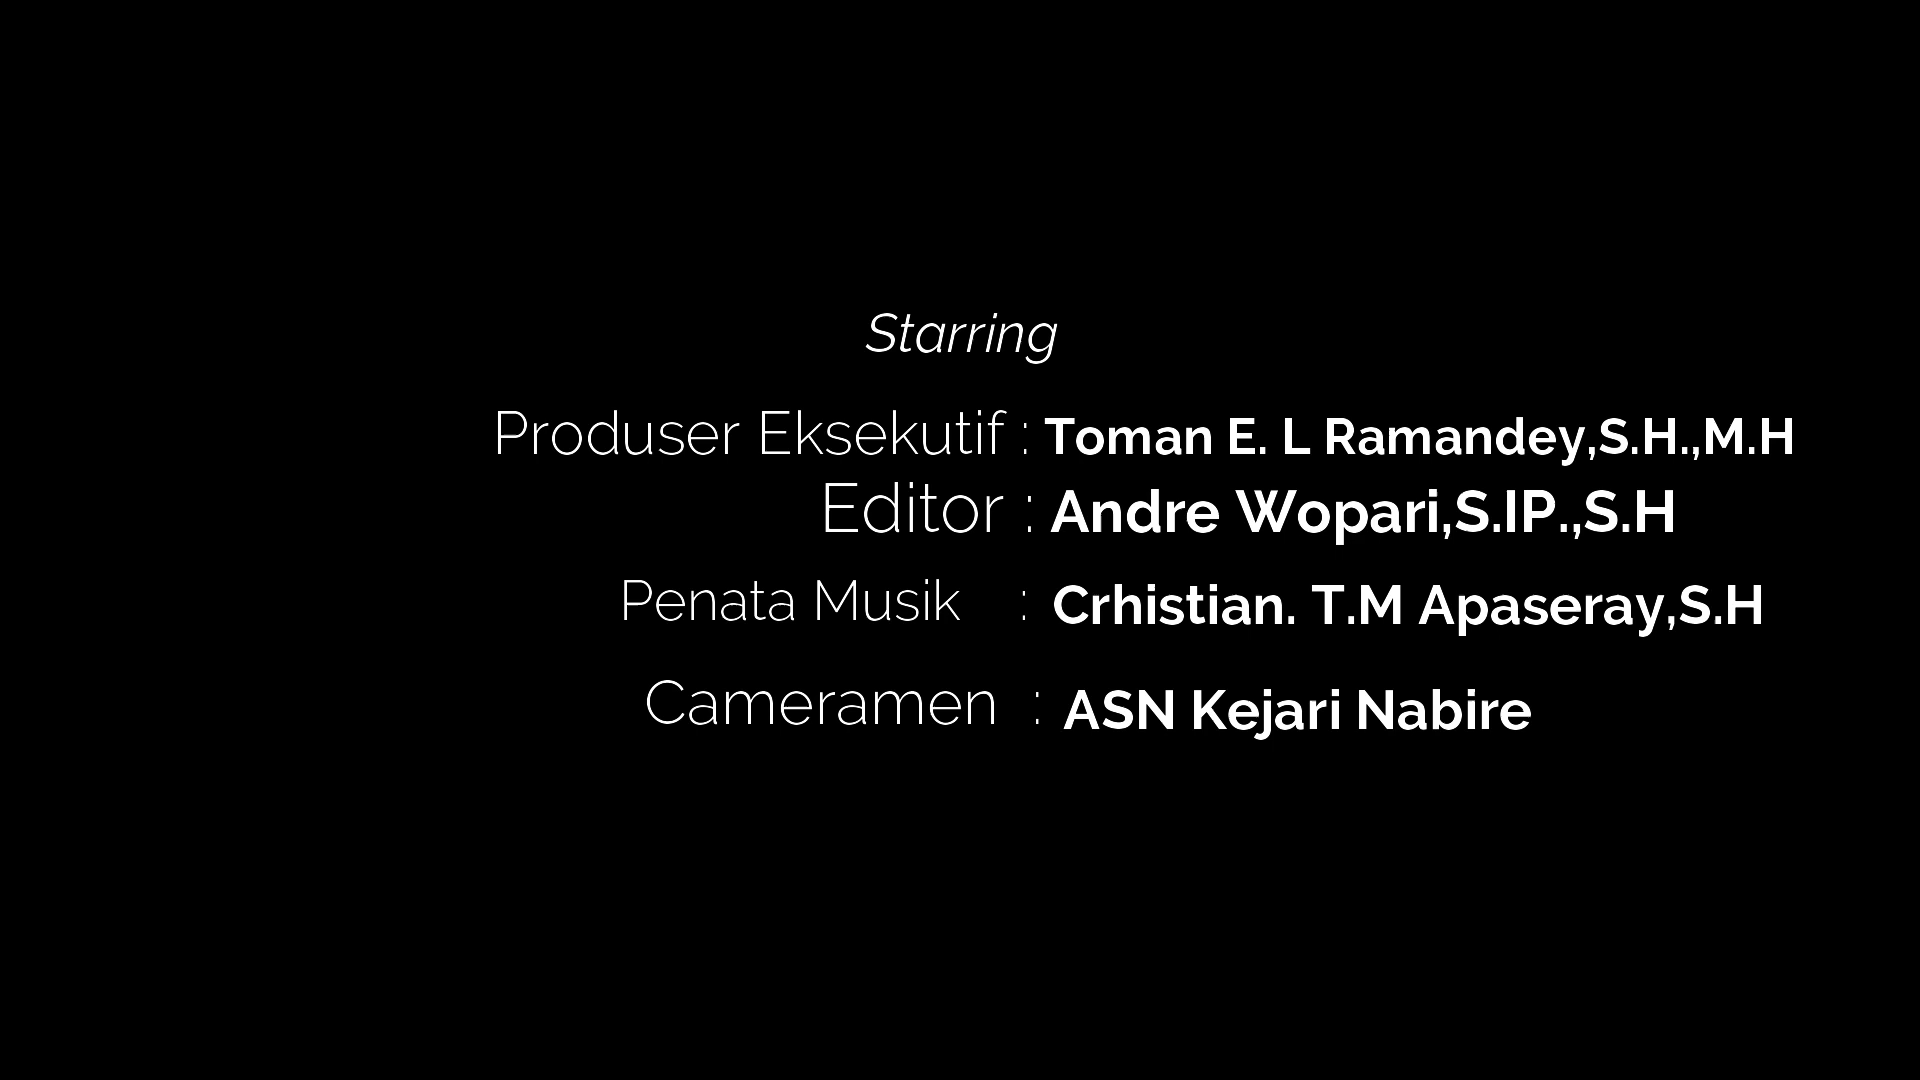 Starring
Produser Eksekutif : Toman E. L Ramandey,S.H.,M.H
Editor : Andre Wopari,S.IP.,S.H
Penata Musik : Crhistian. T.M Apaseray,S.H
Cameramen : ASN Kejari Nabire